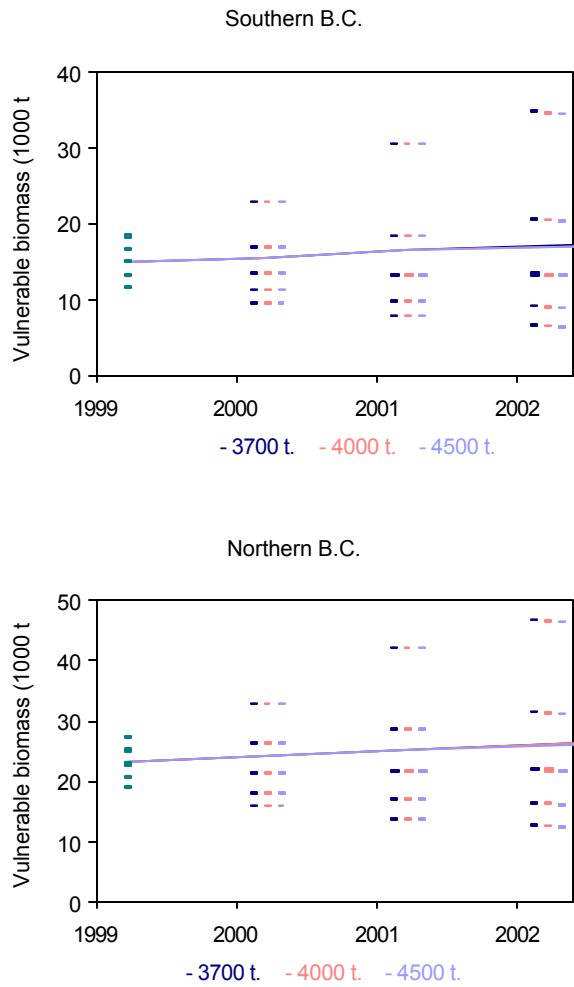 Southern B.C.
Vulnerable biomass (1000 t
40
30
20
10
0
1999 2000 2001 2002
- 3700 t. - 4000 t. - 4500 t.
Northern B.C.
Vulnerable biomass (1000 t
50
40
30
20
10
0
1999 2000 2001 2002
- 3700 t. - 4000 t. - 4500 t.